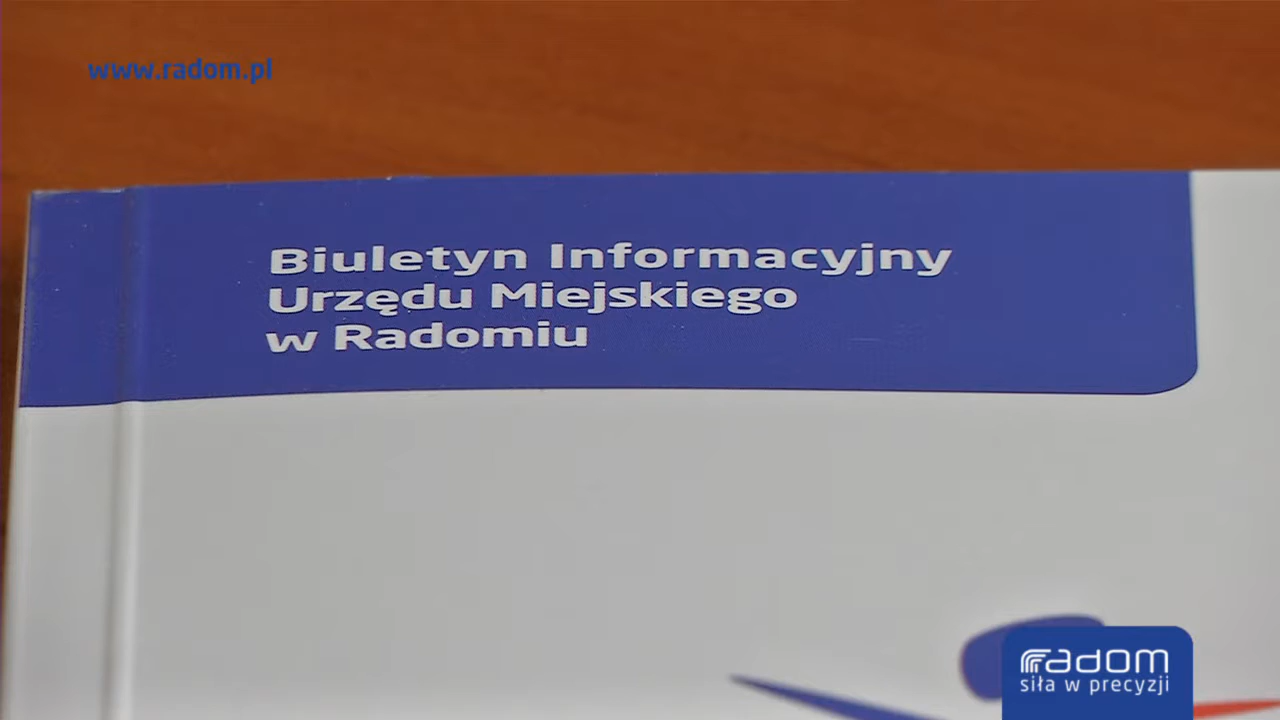 www.radom.pl
Biuletyn Informacyjny
Urzędu Miejskiego
w Radomiu
radom
siła w precyzji